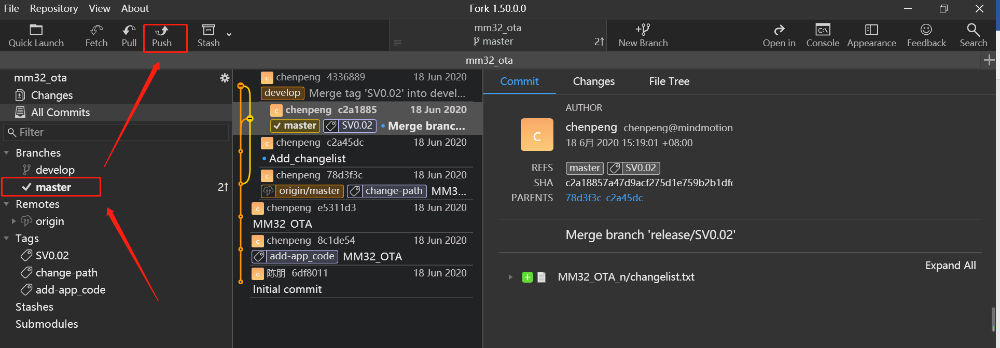 File Repository View About
Fork 1.50.0.0
Quick Launch
Fetch
Pull
Push
Stash
mm32_ota
master
2↑
New Branch
Open in
Console
Appearance
Feedback
Search
mm32_ota
mm32_ota
Changes
All Commits
Filter
Branches
develop
master 2↑
Remotes
origin
Tags
SV0.02
change-path
add-app_code
Stashes
Submodules
chenpeng 4336889 18 Jun 2020
develop Merge tag 'SV0.02' into devel...
chenpeng c2a1885 18 Jun 2020
master SV0.02 Merge branc...
chenpeng c2a45dc 18 Jun 2020
Add_changelist
chenpeng 78d3f3c 18 Jun 2020
origin/master change-path MM3...
chenpeng e5311d3 18 Jun 2020
MM32_OTA
chenpeng 8c1de54 18 Jun 2020
add-app_code MM32_OTA
陈朋 6df8011 18 Jun 2020
Initial commit
Commit Changes File Tree
AUTHOR
C
chenpeng chenpeng@mindmotion
18 6月 2020 15:19:01 +08:00
REFS master SV0.02
SHA c2a18857a47d9acf275d1e759b2b1df
PARENTS 78d3f3c c2a45dc
Merge branch 'release/SV0.02'
Expand All
MM32_OTA_n/changelist.txt